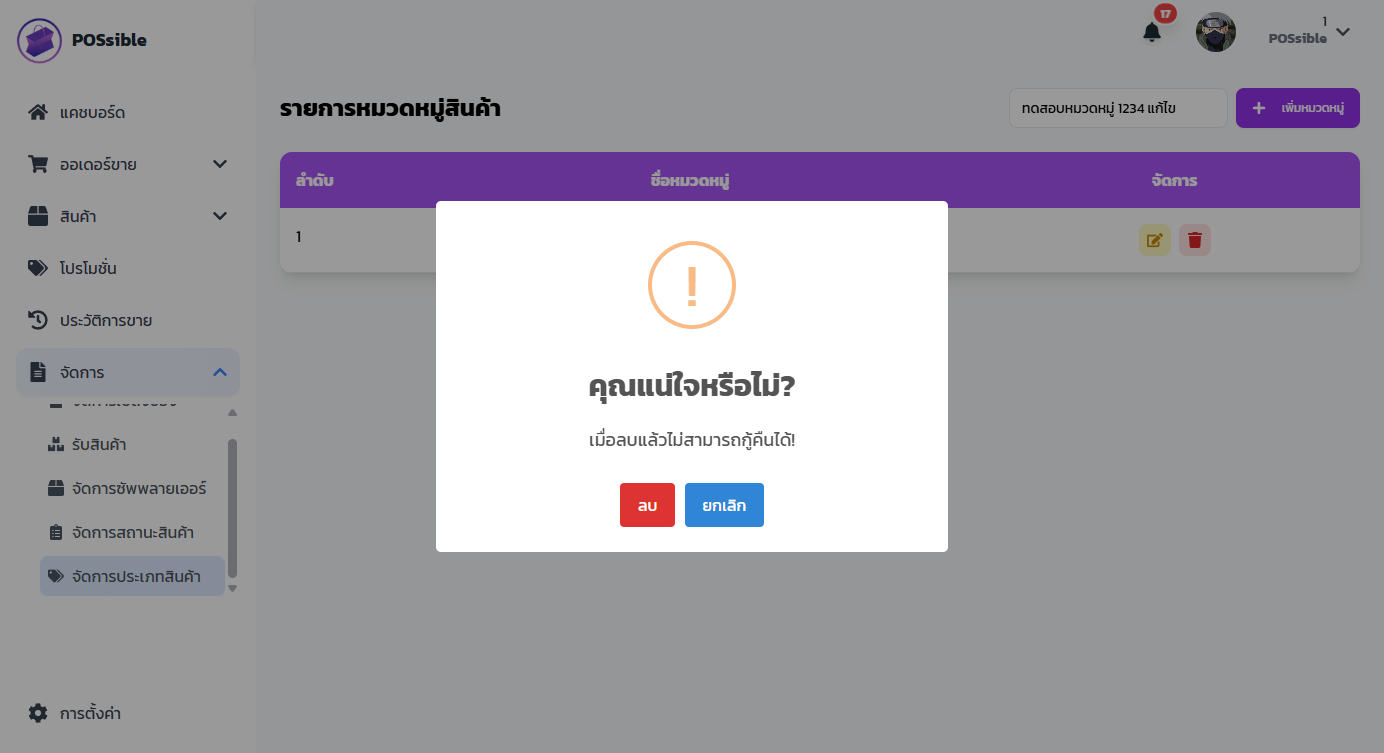 POSsible
17
1
POSsible
แคชบอร์ด
ออเดอร์ขาย
สินค้า
โปรโมชั่น
ประวัติการขาย
จัดการ
รับสินค้า
จัดการซัพพลายเออร์
จัดการสถานะสินค้า
จัดการประเภทสินค้า
การตั้งค่า
รายการหมวดหมู่สินค้า
ทดสอบหมวดหมู่ 1234 แก้ไข
เพิ่มหมวดหมู่
ลำดับ ชื่อหมวดหมู่ จัดการ
1
!
คุณแน่ใจหรือไม่?
เมื่อลบแล้วไม่สามารถกู้คืนได้!
ลบ ยกเลิก